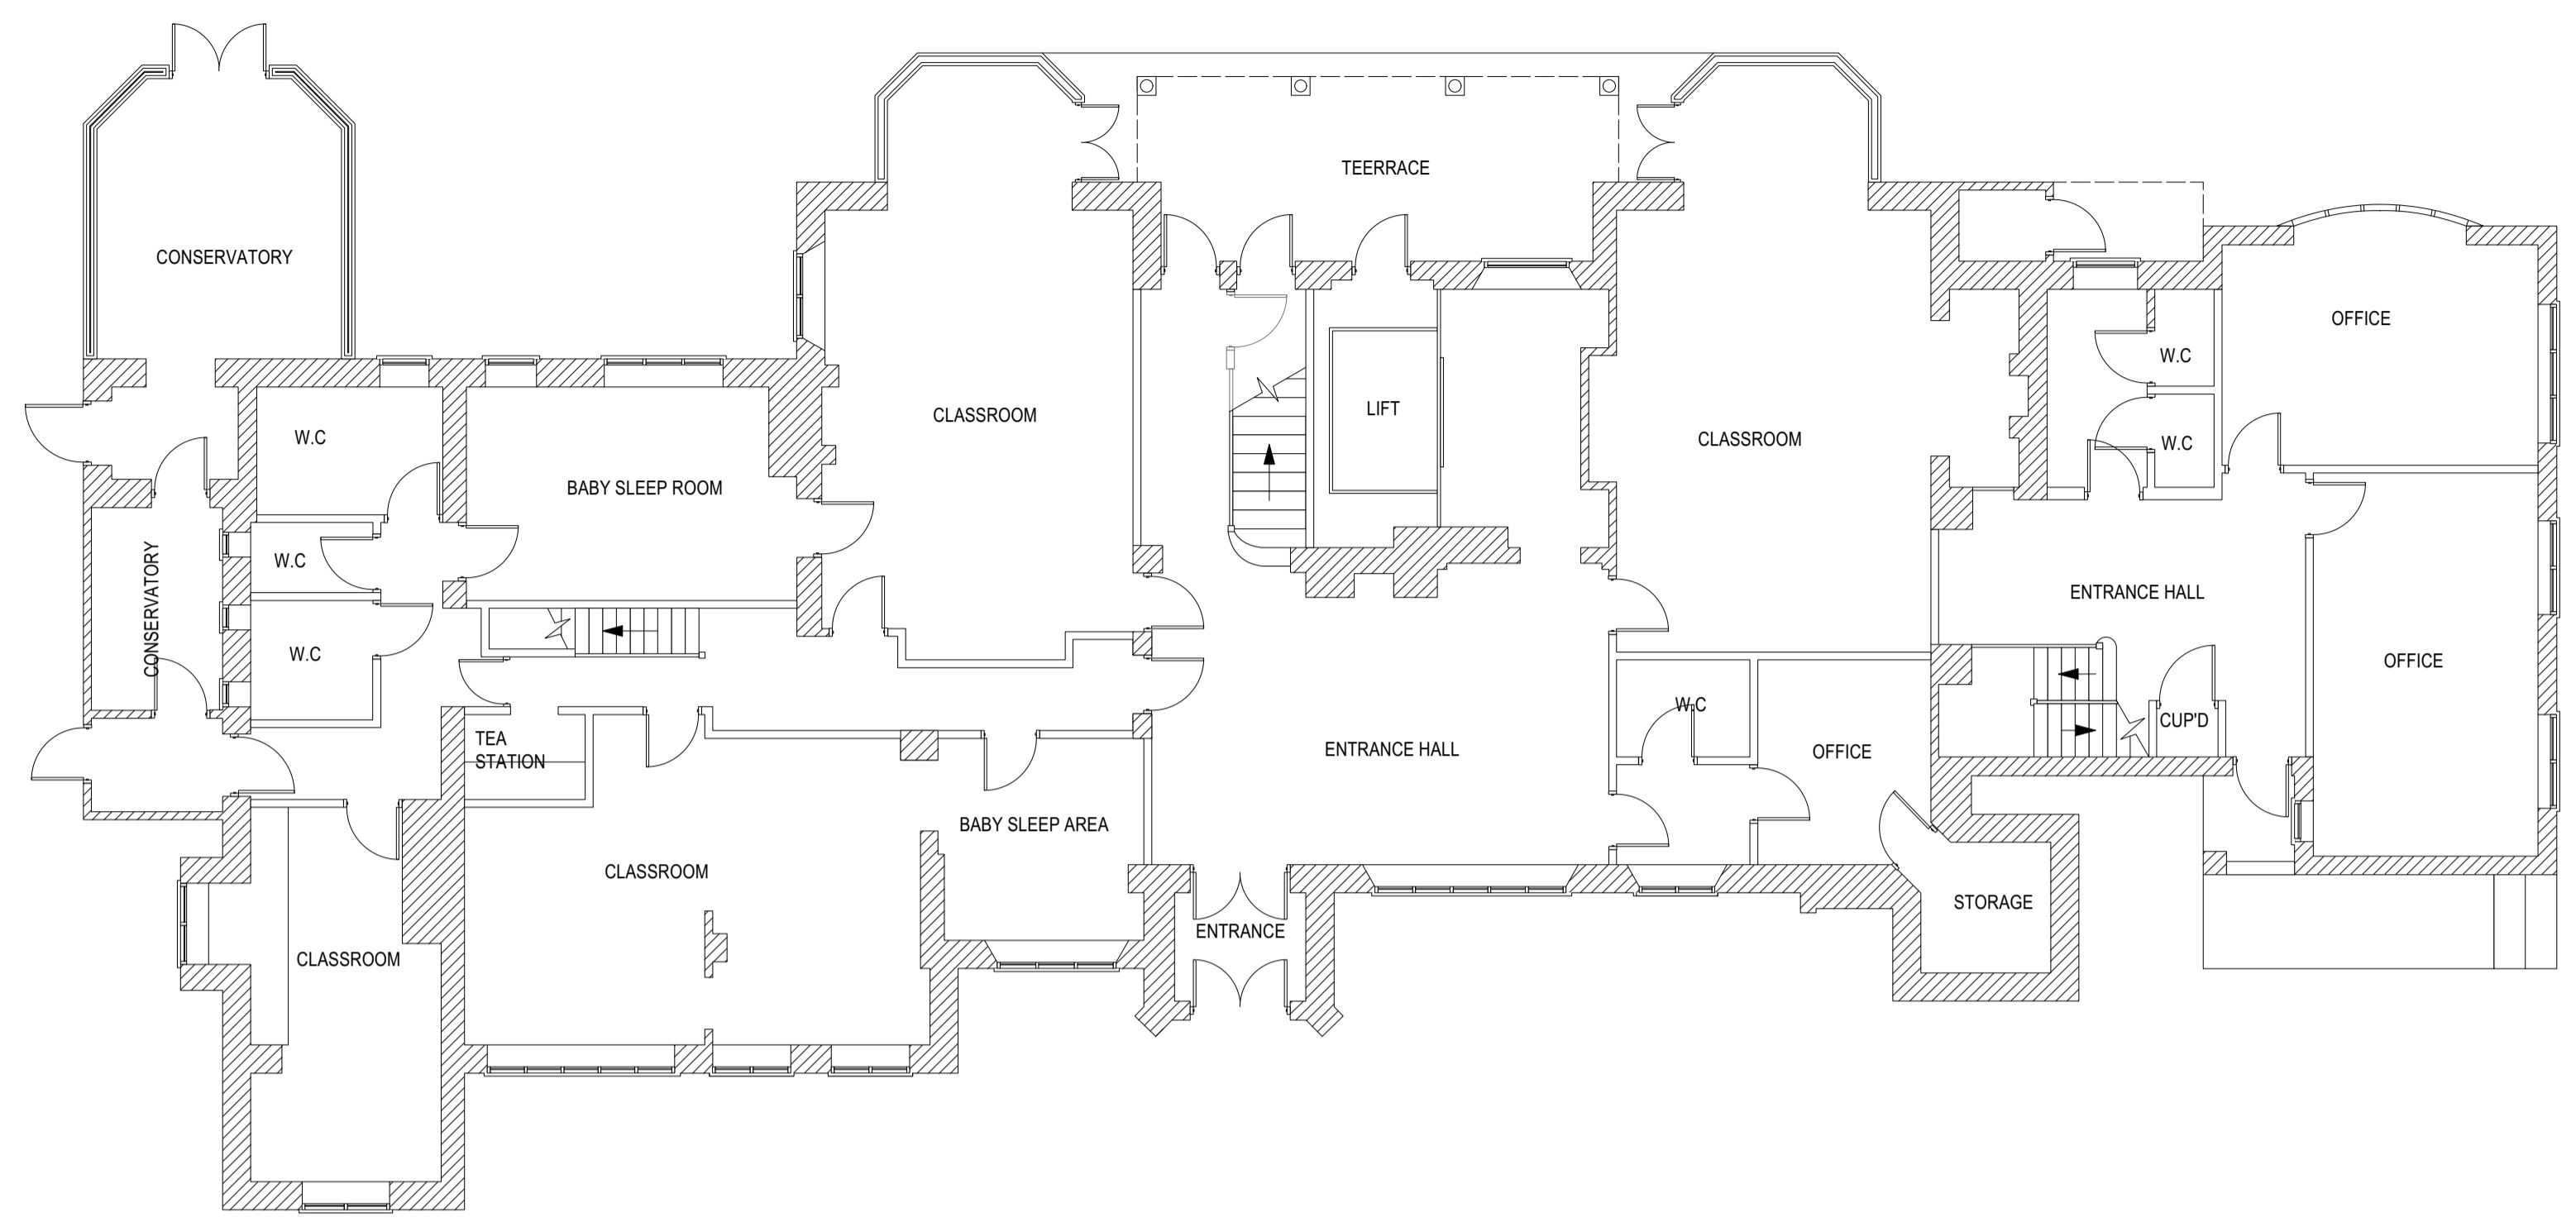 TEERRACE
CONSERVATORY
OFFICE
W.C
LIFT
CLASSROOM
CLASSROOM
W.C
W.C
BABY SLEEP ROOM
W.C
CONSERVATORY
ENTRANCE HALL
W.C
OFFICE
W.C
CUP'D
TEA
STATION
ENTRANCE HALL
OFFICE
BABY SLEEP AREA
CLASSROOM
STORAGE
ENTRANCE
CLASSROOM